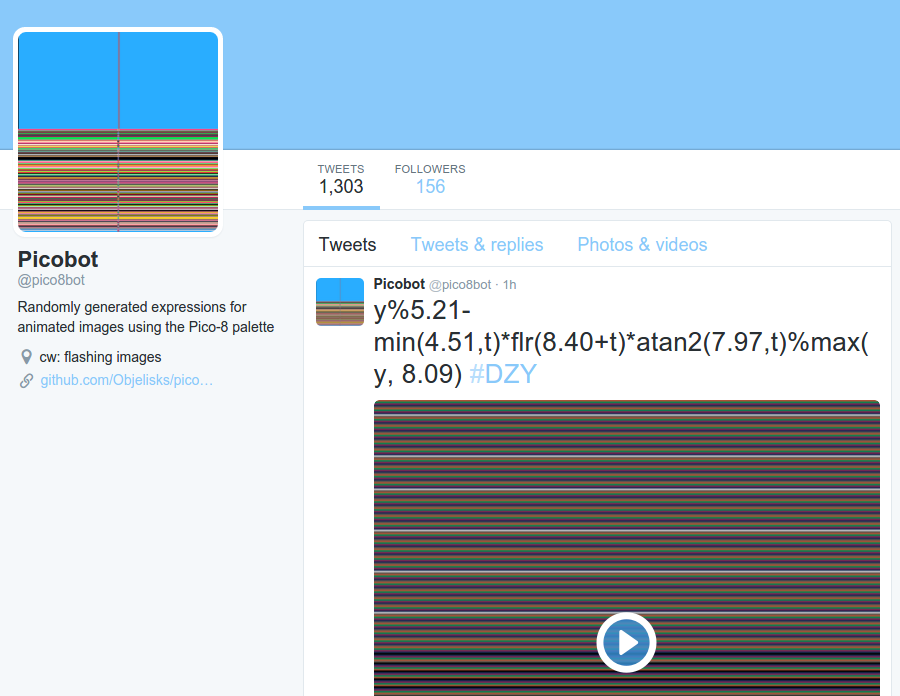 TWEETS
1,303
FOLLOWERS
156
Picobot
@pico8bot
Randomly generated expressions for
animated images using the Pico-8 palette
cw: flashing images
github.com/Objelisks/pico…
Tweets
Tweets & replies
Photos & videos
Picobot @pico8bot · 1h
y%5.21-
min(4.51,t)*flr(8.40+t)*atan2(7.97,t)%max(
y, 8.09) #DZY